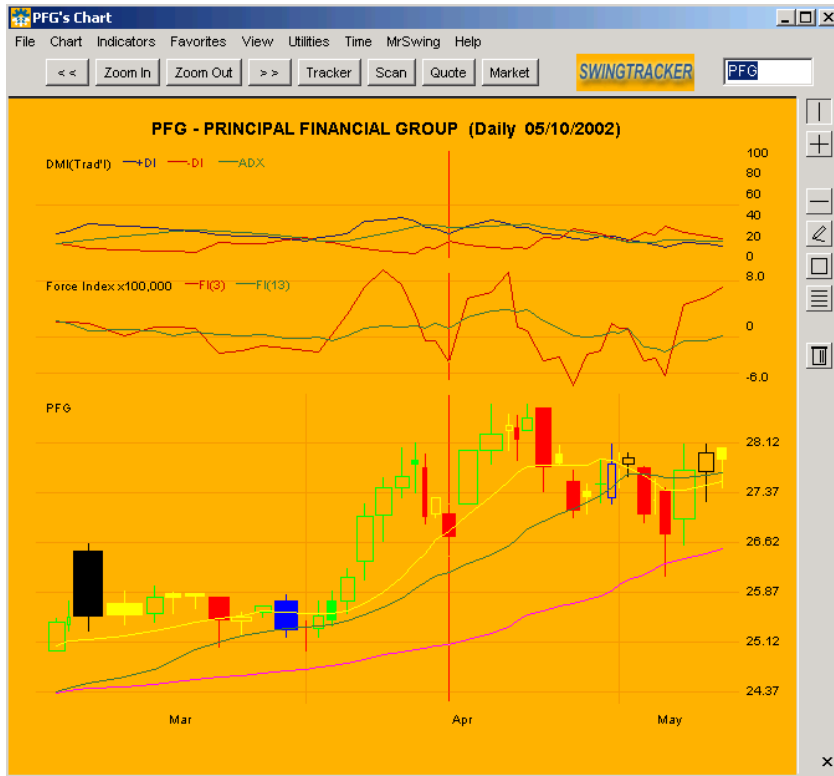 PFG's Chart
File Chart Indicators Favorites View Utilities Time MrSwing Help
<< Zoom In Zoom Out >> Tracker Scan Quote Market SWINGTRACKER PFG
PFG - PRINCIPAL FINANCIAL GROUP (Daily 05/10/2002)
DMI(Trad'l) +DI -DI ADX
100
80
60
40
20
0
Force Index x100,000 FI(3) FI(13)
8.0
0
-6.0
PFG
28.12
27.37
26.62
25.87
25.12
24.37
Mar Apr May